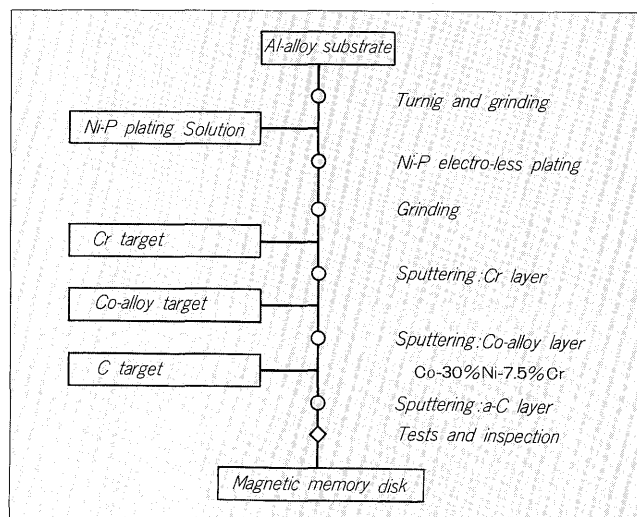 Al-alloy substrate
Turnig and grinding
Ni-P plating Solution
Ni-P electro-less plating
Grinding
Cr target
Sputtering:Cr layer
Co-alloy target
Sputtering:Co-alloy layer
Co-30%Ni-7.5%Cr
C target
Sputtering:a-C layer
Tests and inspection
Magnetic memory disk